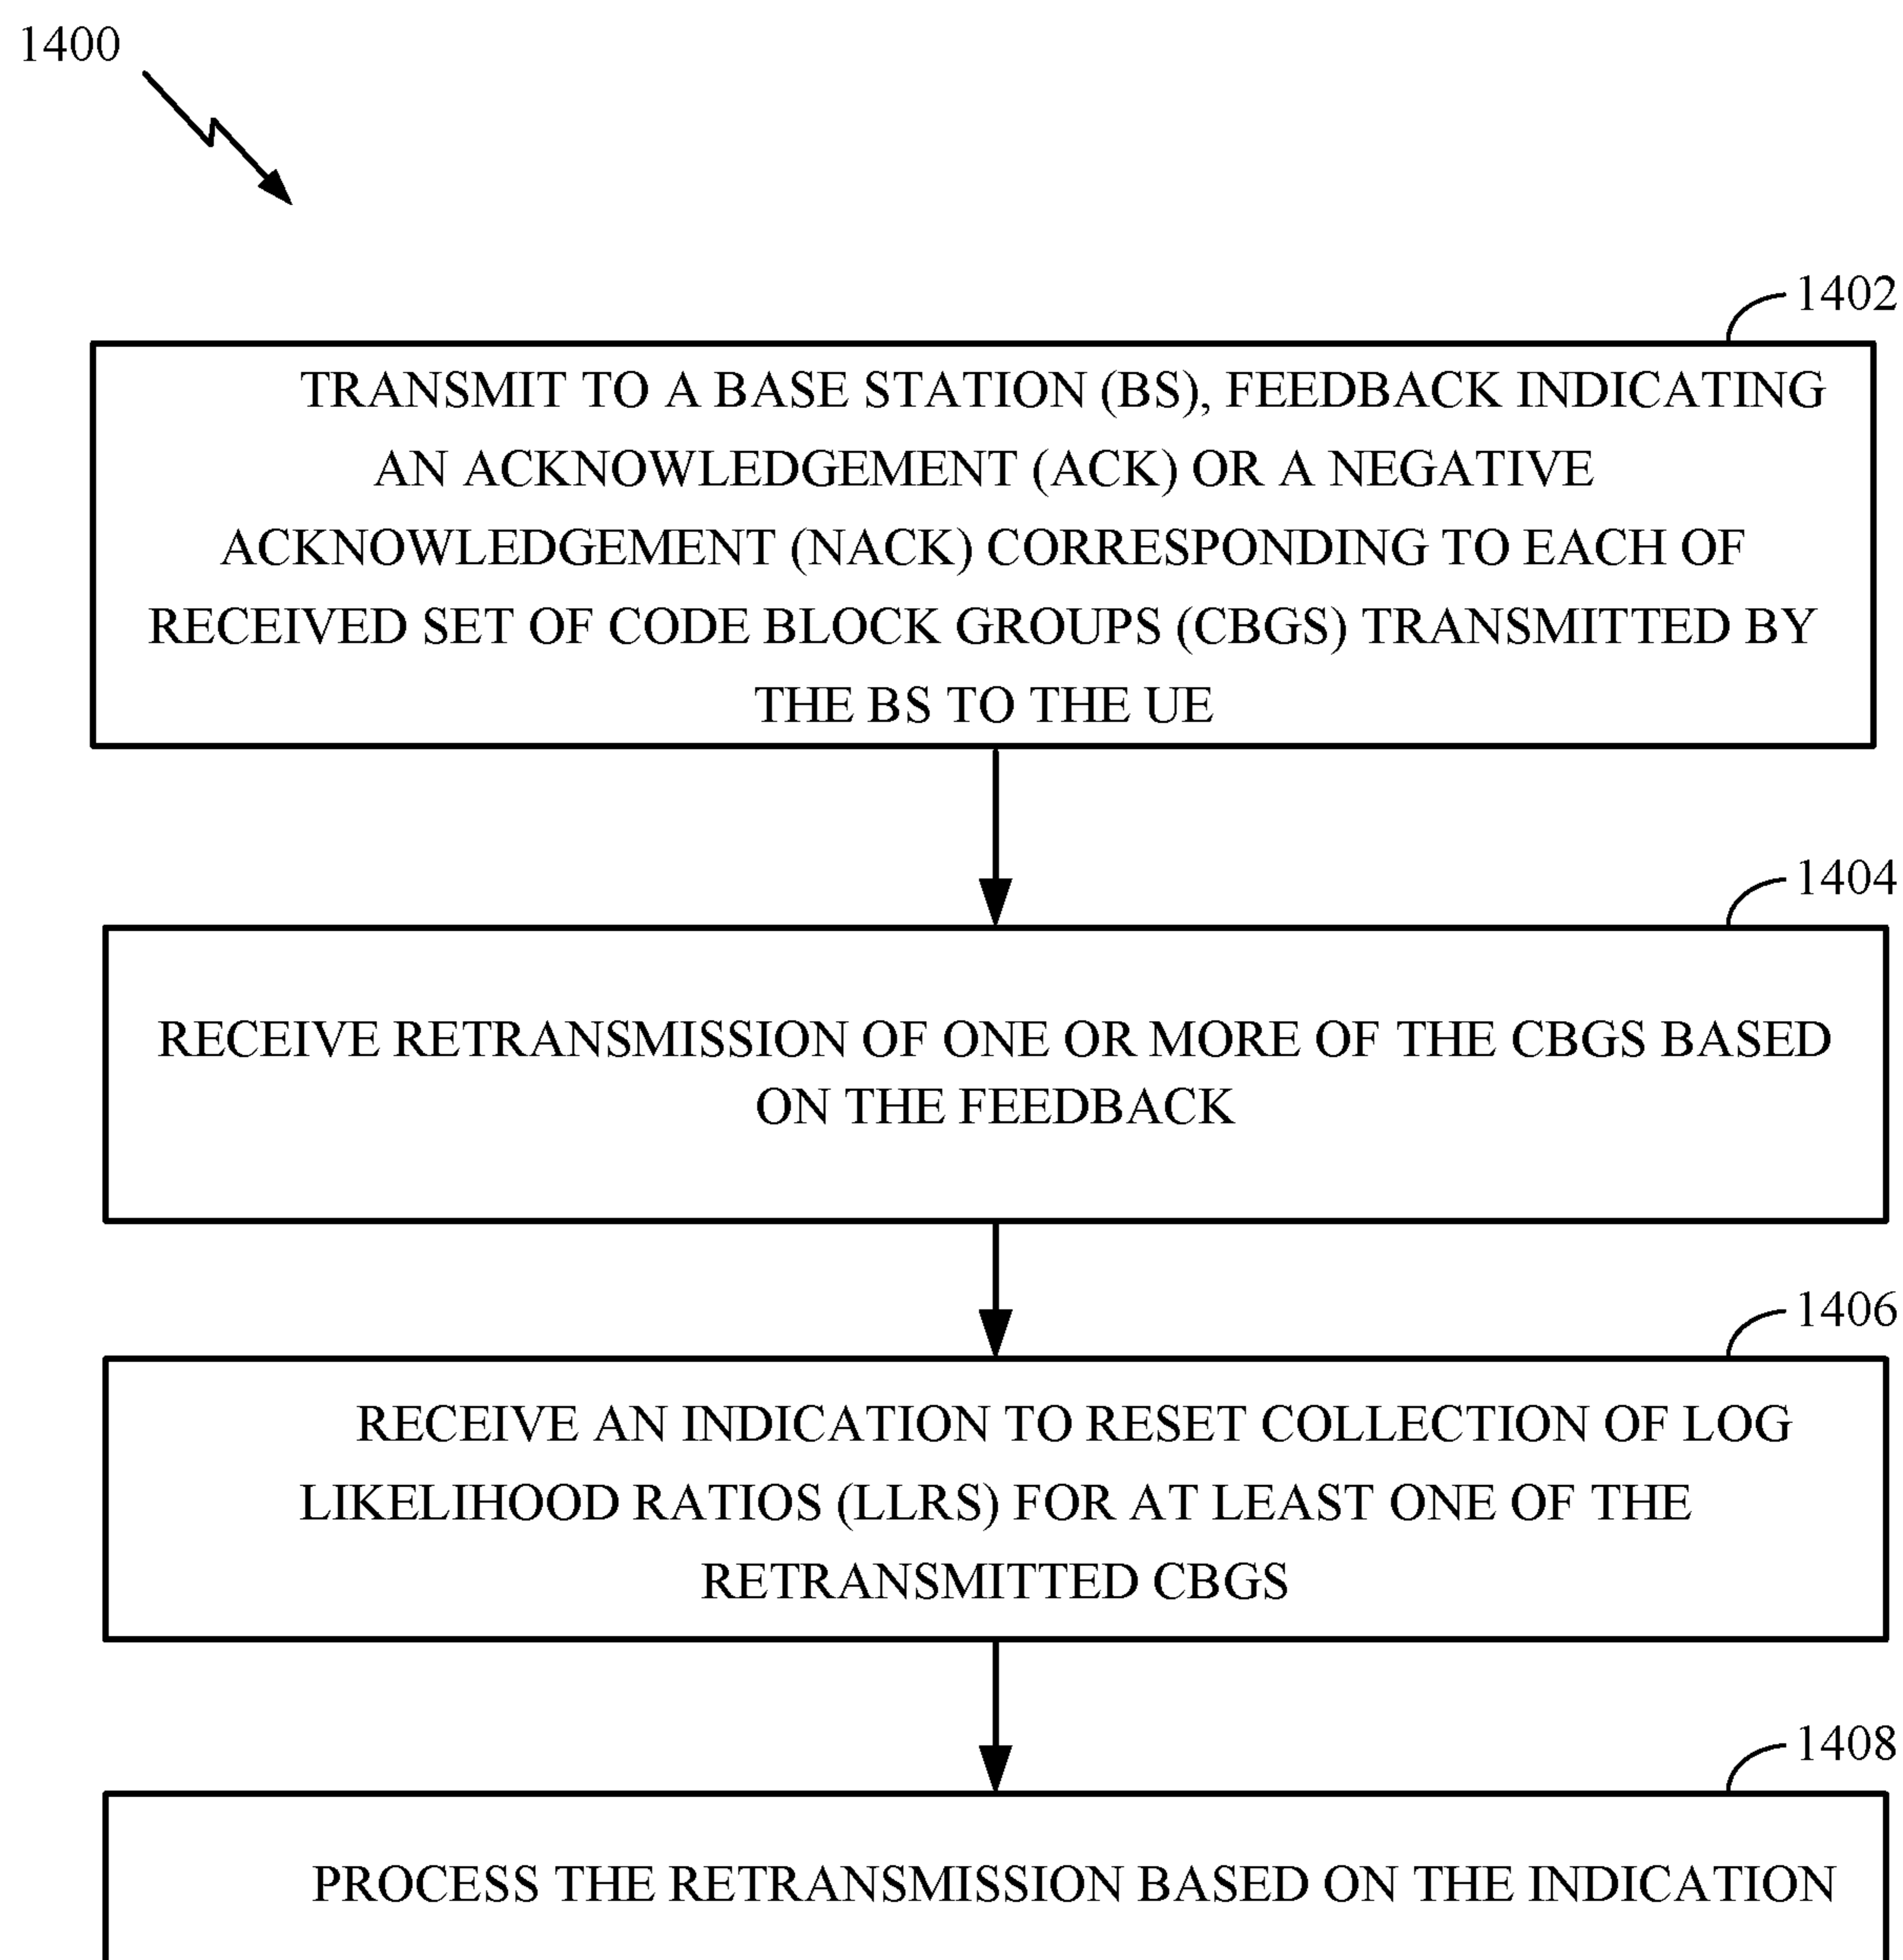 1400
1402
TRANSMIT TO A BASE STATION (BS), FEEDBACK INDICATING
AN ACKNOWLEDGEMENT (ACK) OR A NEGATIVE
ACKNOWLEDGEMENT (NACK) CORRESPONDING TO EACH OF
RECEIVED SET OF CODE BLOCK GROUPS (CBGS) TRANSMITTED BY
THE BS TO THE UE
1404
RECEIVE RETRANSMISSION OF ONE OR MORE OF THE CBGS BASED
ON THE FEEDBACK
1406
RECEIVE AN INDICATION TO RESET COLLECTION OF LOG
LIKELIHOOD RATIOS (LLRS) FOR AT LEAST ONE OF THE
RETRANSMITTED CBGS
1408
PROCESS THE RETRANSMISSION BASED ON THE INDICATION